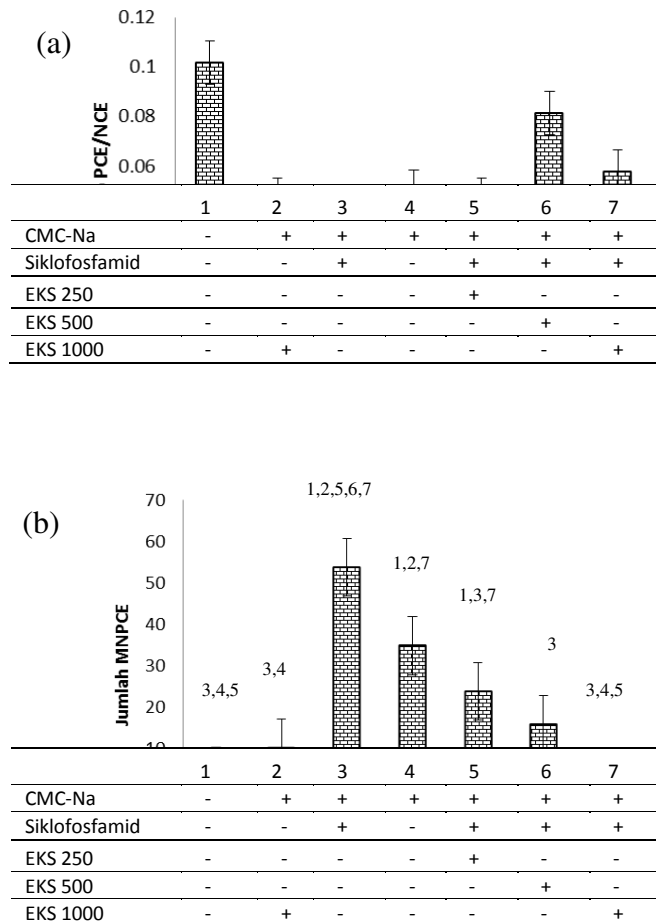 (a)
0.12
0.1
0.08
0.06
PCE/NCE
1 2 3 4 5 6 7
CMC-Na - + + + + + +
Siklofosfamid - - + - + + +
EKS 250 - - - - + - -
EKS 500 - - - - - + -
EKS 1000 - + - - - - +
(b)
70
60
50
40
30
20
10
Jumlah MNPCE
3,4,5
3,4
1,2,5,6,7
1,2,7
1,3,7
3
3,4,5
1 2 3 4 5 6 7
CMC-Na - + + + + + +
Siklofosfamid - - + - + + +
EKS 250 - - - - + - -
EKS 500 - - - - - + -
EKS 1000 - + - - - - +